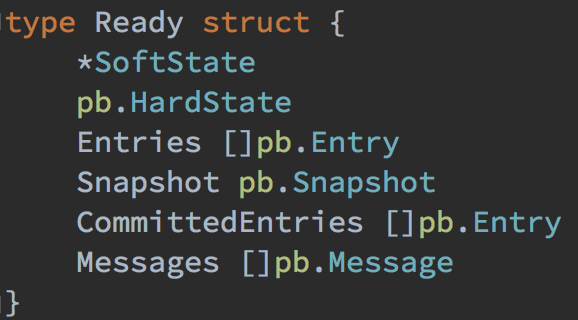 type Ready struct {
*SoftState
pb.HardState
Entries []pb.Entry
Snapshot pb.Snapshot
CommittedEntries []pb.Entry
Messages []pb.Message
}